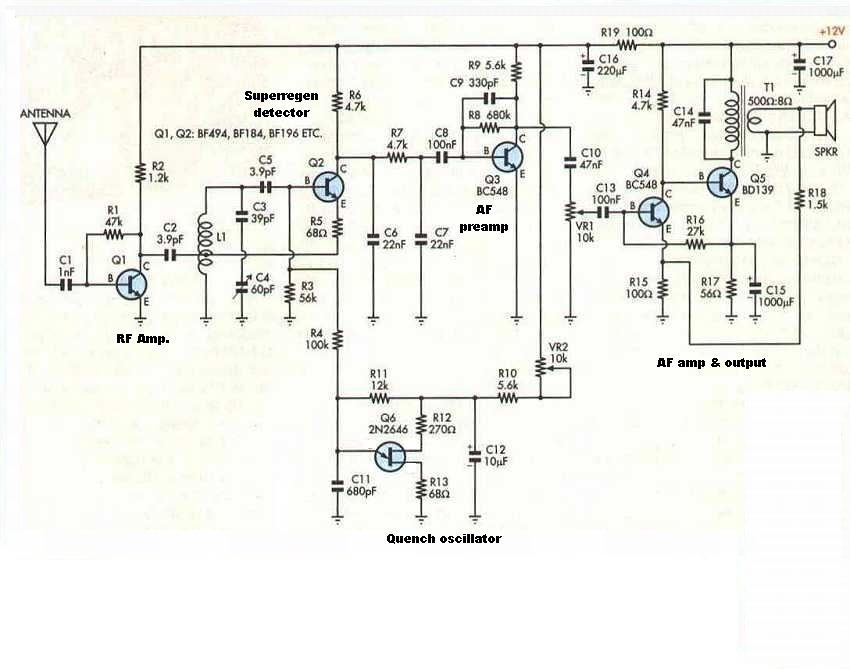 R19 100Ω
+12V
C16
220µF
C17
1000µF
R9 5.6k
C9 330pF
R8 680k
Superregen
detector
R6
4.7k
R14
4.7k
C14
47nF
T1
500Ω:8Ω
SPKR
ANTENNA
Q1, Q2: BF494, BF184, BF196 ETC.
R7
4.7k
C8
100nF
C5
3.9pF
Q2
C
B
E
R2
1.2k
C
B
E
Q3
BC548
AF
preamp
C10
47nF
C13
100nF
VR1
10k
Q4
BC548
C
B
E
C
B
E
Q5
BD139
R18
1.5k
R1
47k
C2
3.9pF
L1
C3
39pF
R5
68Ω
C6
22nF
C7
22nF
R16
27k
C1
1nF
Q1
C
B
E
C4
60pF
R3
56k
R15
100Ω
R17
56Ω
C15
1000µF
RF Amp.
R4
100k
VR2
10k
AF amp & output
R11
12k
R10
5.6k
Q6
2N2646
R12
270Ω
C12
10µF
C11
680pF
R13
68Ω
Quench oscillator